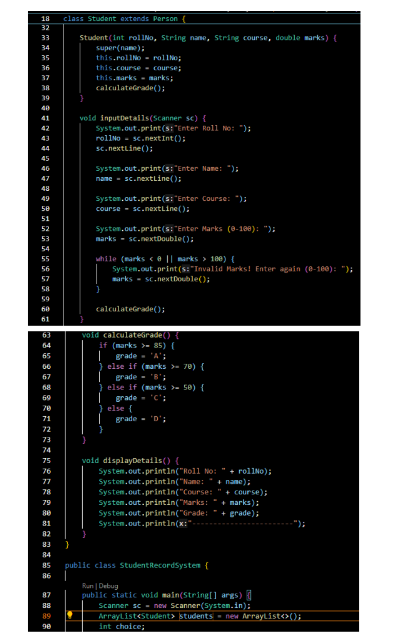 18 class Student extends Person {
32
33 Student(int rollNo, String name, String course, double marks) {
34 super(name);
35 this.rollNo = rollNo;
36 this.course = course;
37 this.marks = marks;
38 calculateGrade();
39 }
40
41 void inputDetails(Scanner sc) {
42 System.out.print(s:"Enter Roll No: ");
43 rollNo = sc.nextInt();
44 sc.nextLine();
45
46 System.out.print(s:"Enter Name: ");
47 name = sc.nextLine();
48
49 System.out.print(s:"Enter Course: ");
50 course = sc.nextLine();
51
52 System.out.print(s:"Enter Marks (0-100): ");
53 marks = sc.nextDouble();
54
55 while (marks < 0 || marks > 100) {
56 System.out.print(s:"Invalid Marks! Enter again (0-100): ");
57 marks = sc.nextDouble();
58 }
59
60 calculateGrade();
61 }
63 void calculateGrade() {
64 if (marks >= 85) {
65 grade = 'A';
66 } else if (marks >= 70) {
67 grade = 'B';
68 } else if (marks >= 50) {
69 grade = 'C';
70 } else {
71 grade = 'D';
72 }
73 }
74
75 void displayDetails() {
76 System.out.println("Roll No: " + rollNo);
77 System.out.println("Name: " + name);
78 System.out.println("Course: " + course);
79 System.out.println("Marks: " + marks);
80 System.out.println("Grade: " + grade);
81 System.out.println(x:"-------------------------");
82 }
83 }
84
85 public class StudentRecordSystem {
86
Run | Debug
87 public static void main(String[] args) {
88 Scanner sc = new Scanner(System.in);
89 ArrayList<Student> students = new ArrayList<>();
90 int choice;